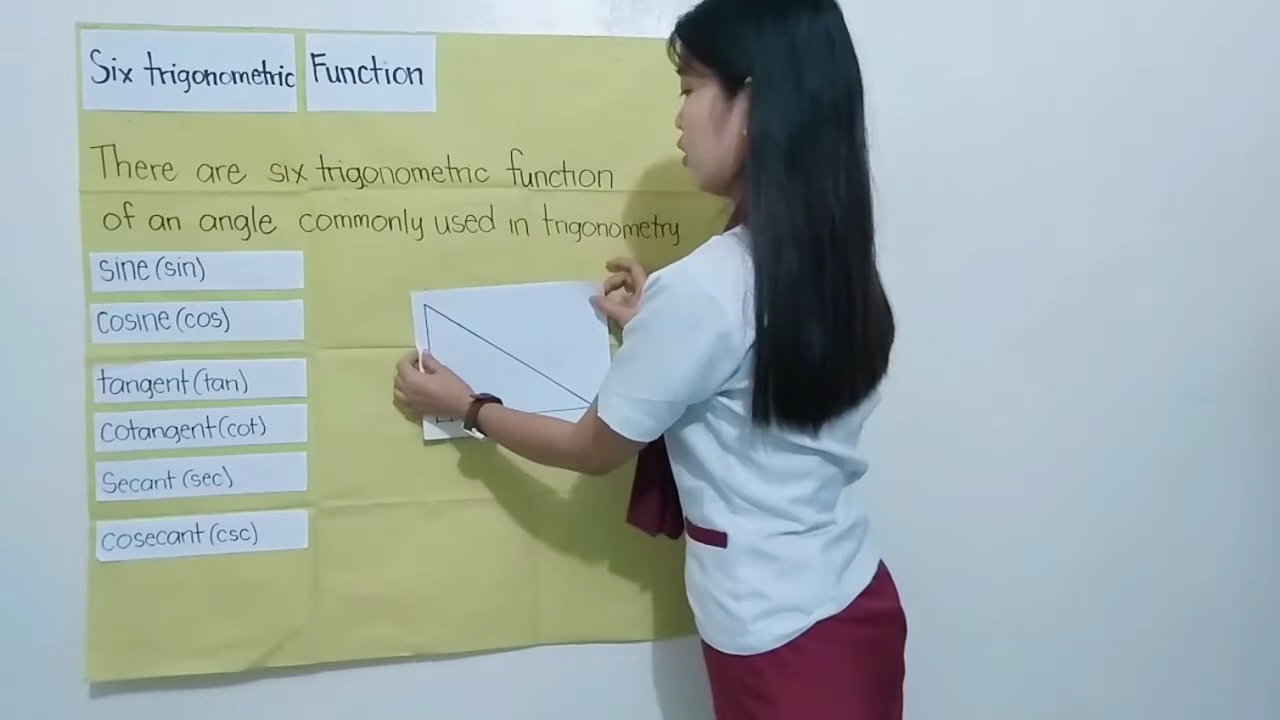 Six trigonometric Function
There are six trigonometric function
of an angle commonly used in trigonometry
sine (sin)
cosine (cos)
tangent (tan)
cotangent (cot)
Secant (sec)
cosecant (csc)